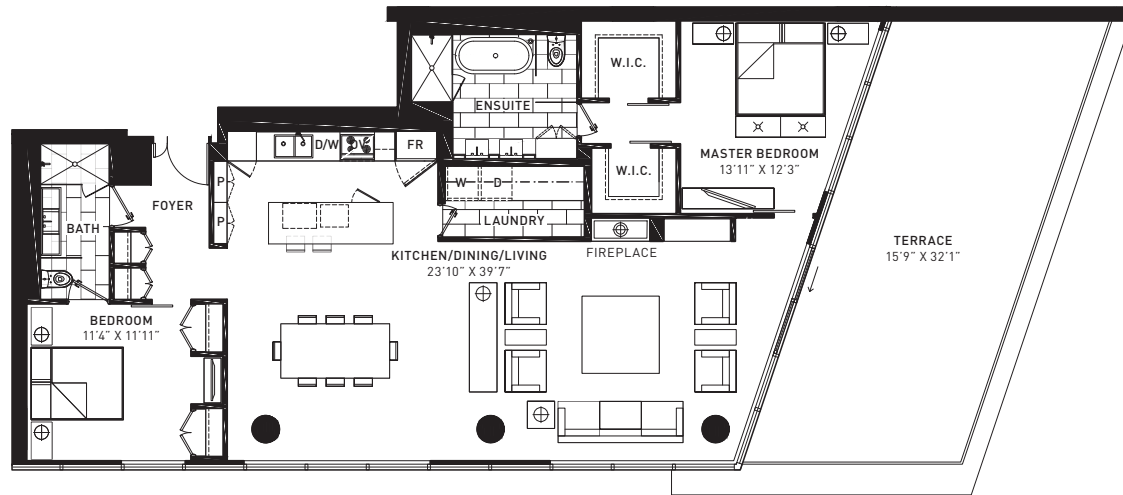 W.I.C.
ENSUITE
D/W
OV
FR
MASTER BEDROOM
13'11" X 12'3"
W.I.C.
W
D
P
P
FOYER
BATH
LAUNDRY
FIREPLACE
KITCHEN/DINING/LIVING
23'10" X 39'7"
TERRACE
15'9" X 32'1"
BEDROOM
11'4" X 11'11"